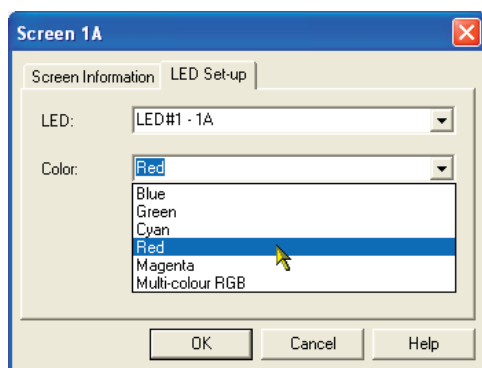 Screen 1A
Screen Information LED Set-up
LED: LED#1 - 1A
Color: Red
Blue
Green
Cyan
Red
Magenta
Multi-colour RGB
OK Cancel Help